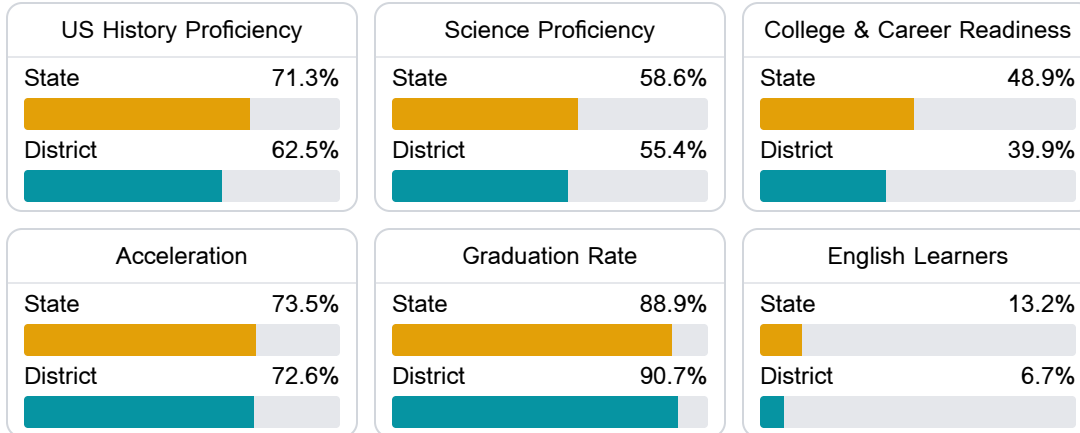 US History Proficiency
State 71.3%
District 62.5%
Science Proficiency
State 58.6%
District 55.4%
College & Career Readiness
State 48.9%
District 39.9%
Acceleration
State 73.5%
District 72.6%
Graduation Rate
State 88.9%
District 90.7%
English Learners
State 13.2%
District 6.7%